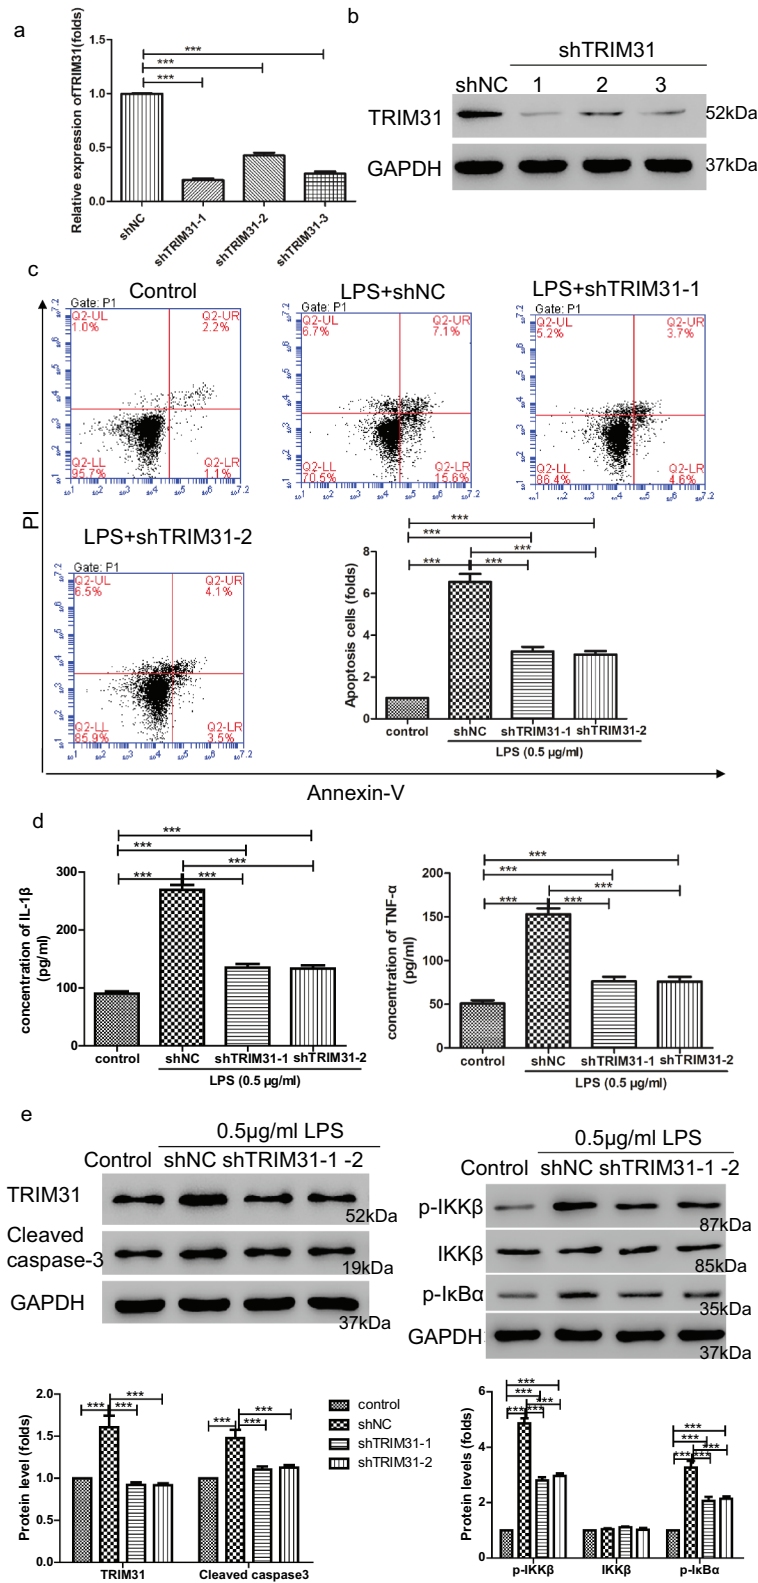 a
Relative expression ofTRIM31(folds)
1.5
1.0
0.5
0.0
***
***
***
shNC
shTRIM31-1
shTRIM31-2
shTRIM31-3
b
shTRIM31
shNC 1 2 3
TRIM31 52kDa
GAPDH 37kDa
c
Control
Gate: P1
Q2-UL Q2-UR
1.0% 2.2%
Q2-LL Q2-LR
95.7% 1.1%
LPS+shNC
Gate: P1
Q2-UL Q2-UR
6.7% 7.1%
Q2-LL Q2-LR
70.5% 15.6%
LPS+shTRIM31-1
Gate: P1
Q2-UL Q2-UR
5.2% 3.7%
Q2-LL Q2-LR
86.4% 4.6%
PI
LPS+shTRIM31-2
Gate: P1
Q2-UL Q2-UR
6.5% 4.1%
Q2-LL Q2-LR
85.9% 3.5%
Apoptosis cells (folds)
8
6
4
2
0
***
***
***
*** ***
control shNC shTRIM31-1 shTRIM31-2
LPS (0.5 µg/ml)
Annexin-V
d
concentration of IL-1β
(pg/ml)
300
200
100
0
***
***
***
*** ***
control shNC shTRIM31-1 shTRIM31-2
LPS (0.5 µg/ml)
concentration of TNF-α
(pg/ml)
200
150
100
50
0
***
***
***
*** ***
control shNC shTRIM31-1 shTRIM31-2
LPS (0.5 µg/ml)
e
0.5µg/ml LPS
Control shNC shTRIM31-1 -2
TRIM31 52kDa
Cleaved
caspase-3 19kDa
GAPDH 37kDa
0.5µg/ml LPS
Control shNC shTRIM31-1 -2
p-IKKβ 87kDa
IKKβ 85kDa
p-IκBα 35kDa
GAPDH 37kDa
Protein level (folds)
2.0
1.5
1.0
0.5
0.0
***
*** ***
***
*** ***
TRIM31 Cleaved caspase3
control
shNC
shTRIM31-1
shTRIM31-2
Protein levels (folds)
6
4
2
0
***
***
***
*** ***
***
***
***
*** ***
p-IKKβ IKKβ p-IκBα